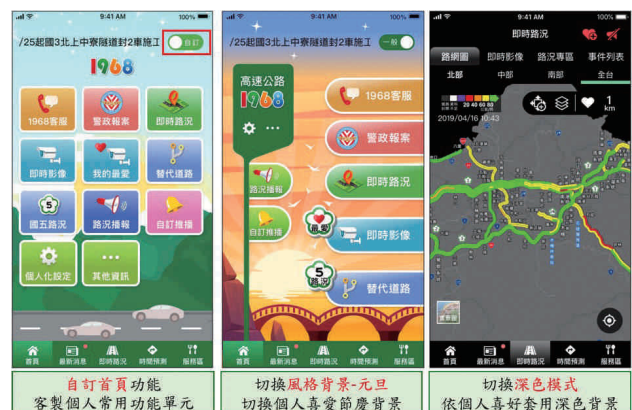 9:41 AM
100%
/25起國3北上中寮隧道封2車施工
自訂
1968
1968客服
警政報案
即時路況
即時影像
我的最愛
替代道路
5
國五路況
路況播報
自訂推播
個人化設定
其他資訊
首頁
最新消息
即時路況
時間預測
服務區
自訂首頁功能
客製個人常用功能單元
9:41 AM
100%
/25起國3北上中寮隧道封2車施工
一般
高速公路
1968
1968客服
警政報案
即時路況
路況播報
自訂推播
最愛
即時影像
5
路況
替代道路
首頁
最新消息
即時路況
時間預測
服務區
切換風格背景-元旦
切換個人喜愛節慶背景
9:41 AM
100%
即時路況
路網圖
即時影像
路況專區
事件列表
北部
中部
南部
全台
20 40 60 80
2019/04/16 10:43
1
km
首頁
最新消息
即時路況
時間預測
服務區
切換深色模式
依個人喜好套用深色背景